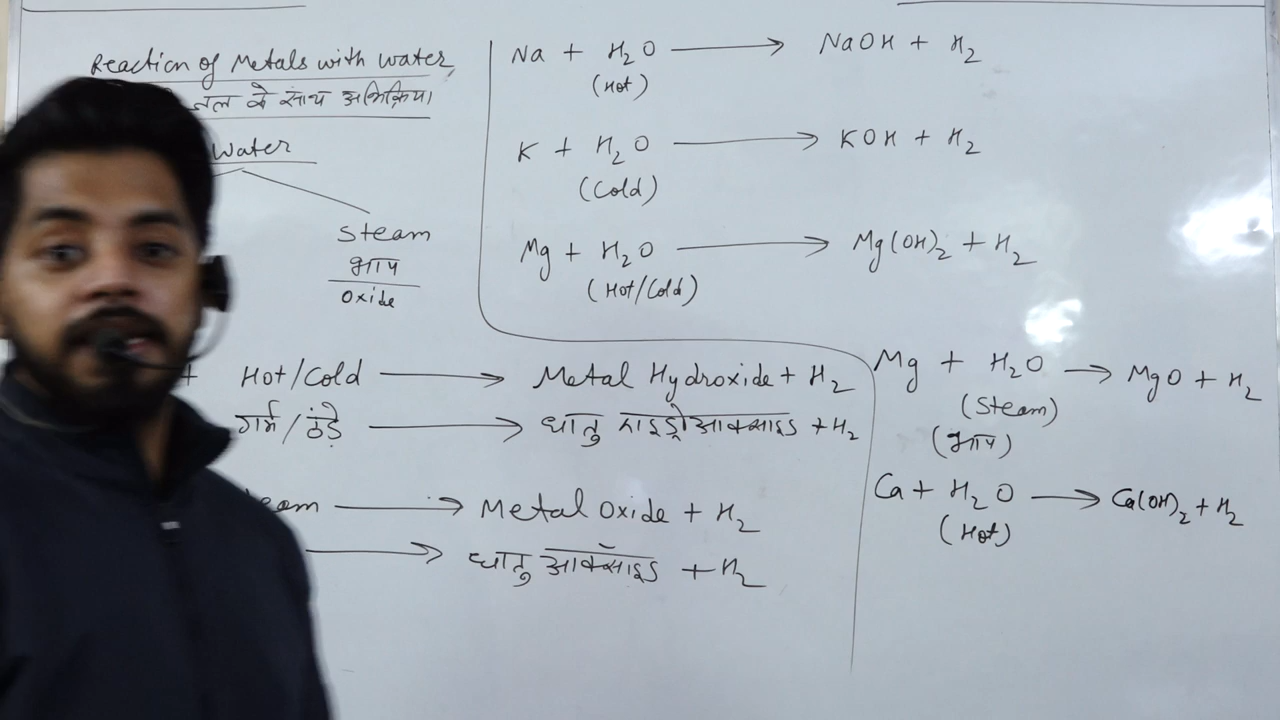 Reaction of Metals with water
जल के साथ अभिक्रिया
Water
Steam
भाप
Oxide
+ Hot/Cold ⟶ Metal Hydroxide + H₂
गर्म/ठंडे ⟶ धातु हाइड्रोआक्साइड + H₂
⟶ Metal Oxide + H₂
⟶ धातु ऑक्साइड + H₂
Na + H₂O ⟶ NaOH + H₂
(Hot)
K + H₂O ⟶ KOH + H₂
(Cold)
Mg + H₂O ⟶ Mg(OH)₂ + H₂
(Hot/Cold)
Mg + H₂O ⟶ MgO + H₂
(Steam)
(भाप)
Ca + H₂O ⟶ Ca(OH)₂ + H₂
(Hot)